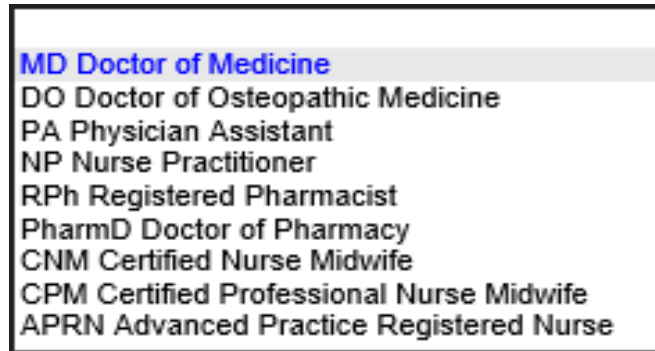 MD Doctor of Medicine
DO Doctor of Osteopathic Medicine
PA Physician Assistant
NP Nurse Practitioner
RPh Registered Pharmacist
PharmD Doctor of Pharmacy
CNM Certified Nurse Midwife
CPM Certified Professional Nurse Midwife
APRN Advanced Practice Registered Nurse